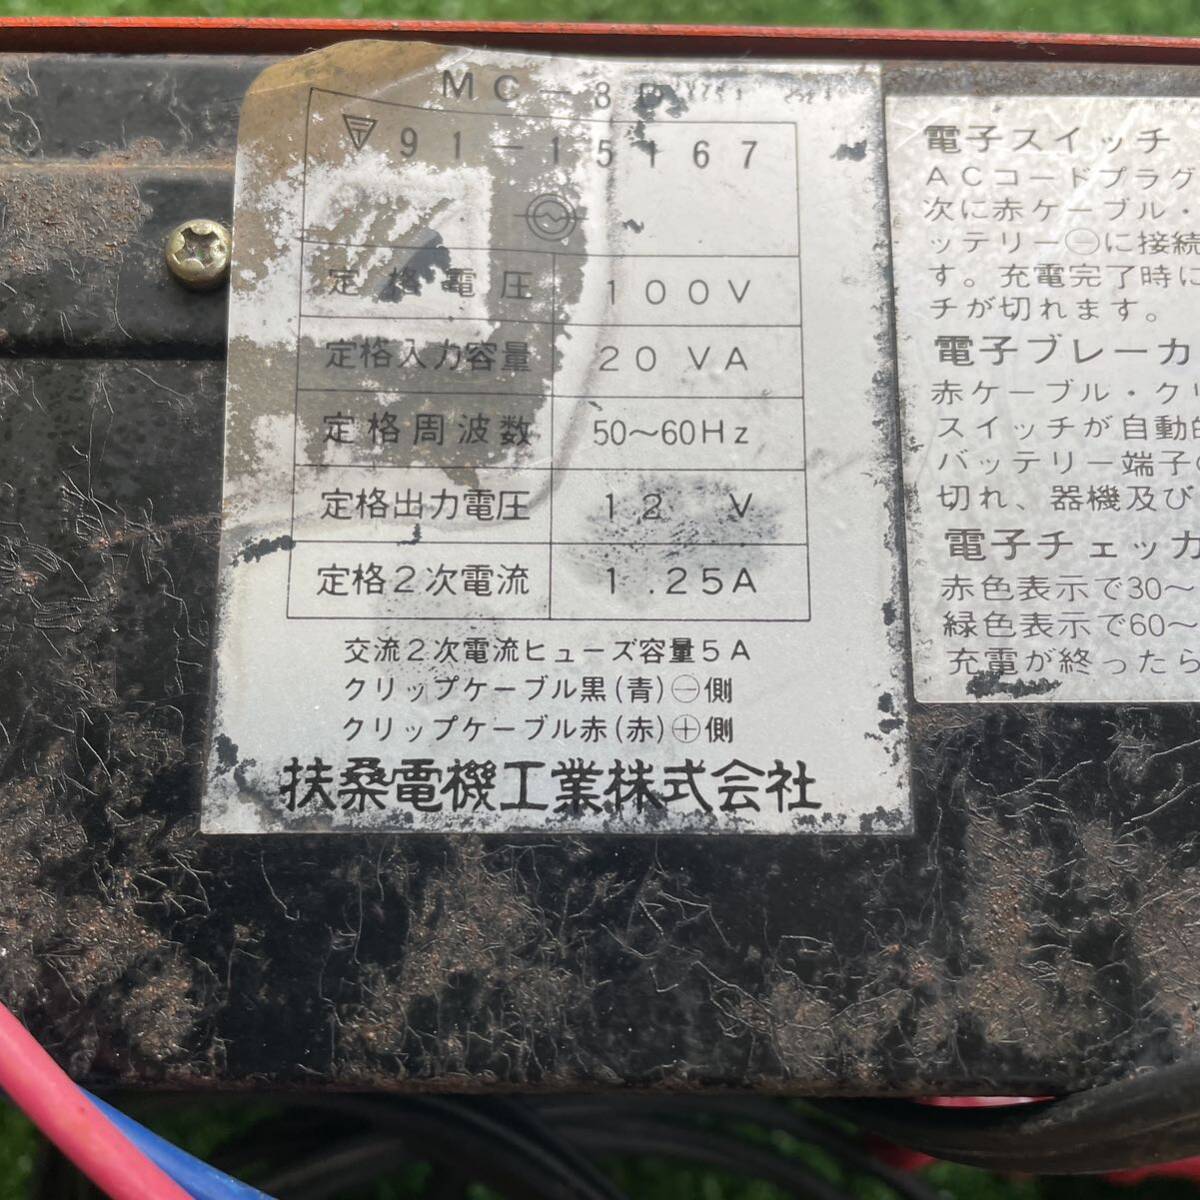 MC-8
〒91-15167
定格電圧 100V
定格入力容量 20 VA
定格周波数 50〜60Hz
定格出力電圧 12 V
定格2次電流 1.25A
交流2次電流ヒューズ容量5A
クリップケーブル黒(青)㊀側
クリップケーブル赤(赤)⊕側
扶桑電機工業株式会社
電子スイッチ
ACコードプラグ
次に赤ケーブル・
ッテリー㊀に接続
す。充電完了時に
チが切れます。
電子ブレーカ
赤ケーブル・クリ
スイッチが自動的
バッテリー端子の
切れ、器機及び
電子チェッカ
赤色表示で30〜
緑色表示で60〜
充電が終ったら